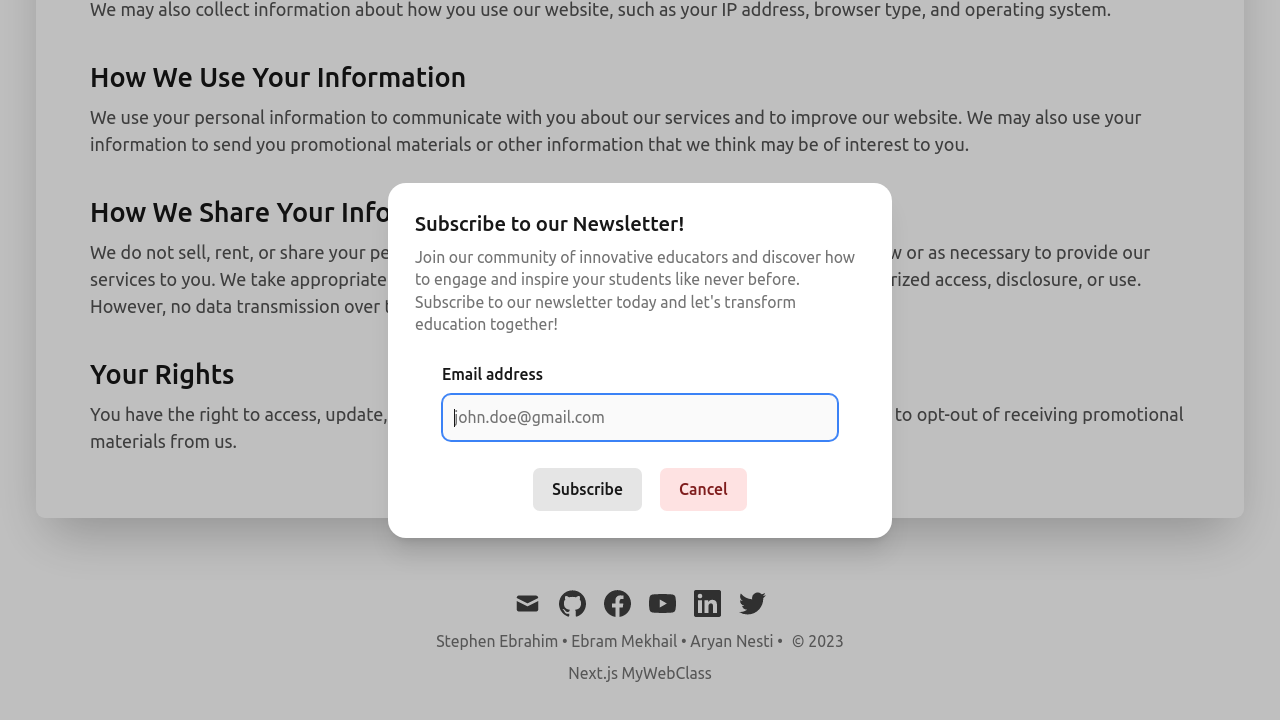 We may also collect information about how you use our website, such as your IP address, browser type, and operating system.
How We Use Your Information
We use your personal information to communicate with you about our services and to improve our website. We may also use your
information to send you promotional materials or other information that we think may be of interest to you.
How We Share Your Info
We do not sell, rent, or share your
w or as necessary to provide our
services to you. We take appropriate
access, disclosure, or use.
However, no data transmission over
Your Rights
You have the right to access, update,
to opt-out of receiving promotional
materials from us.
Subscribe to our Newsletter!
Join our community of innovative educators and discover how
to engage and inspire your students like never before.
Subscribe to our newsletter today and let's transform
education together!
Email address
john.doe@gmail.com
Subscribe
Cancel
Stephen Ebrahim • Ebram Mekhail • Aryan Nesti • © 2023
Next.js MyWebClass